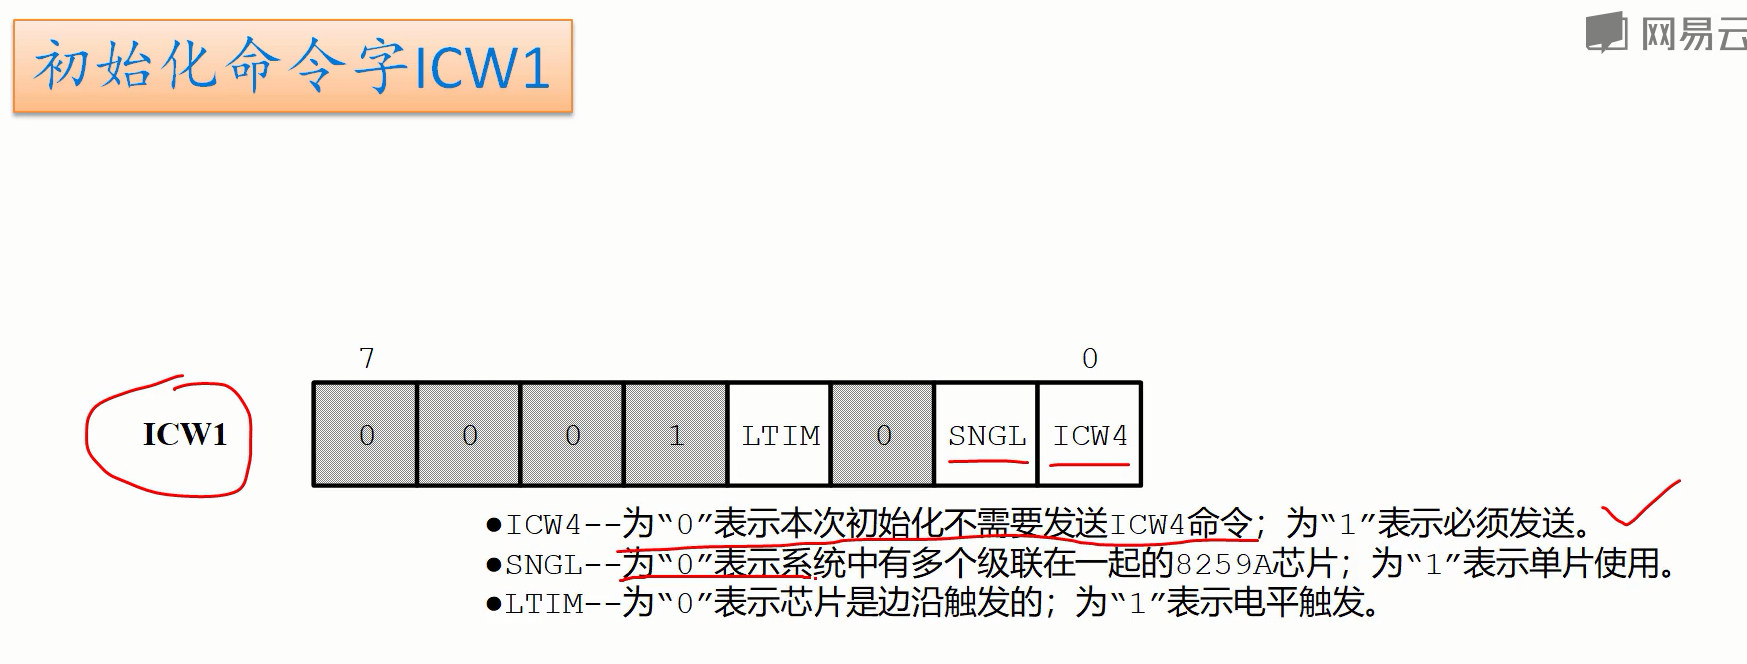 初始化命令字ICW1
网易云
7 0
ICW1 0 0 0 1 LTIM 0 SNGL ICW4
●ICW4--为“0”表示本次初始化不需要发送ICW4命令；为“1”表示必须发送。
●SNGL--为“0”表示系统中有多个级联在一起的8259A芯片；为“1”表示单片使用。
●LTIM--为“0”表示芯片是边沿触发的；为“1”表示电平触发。